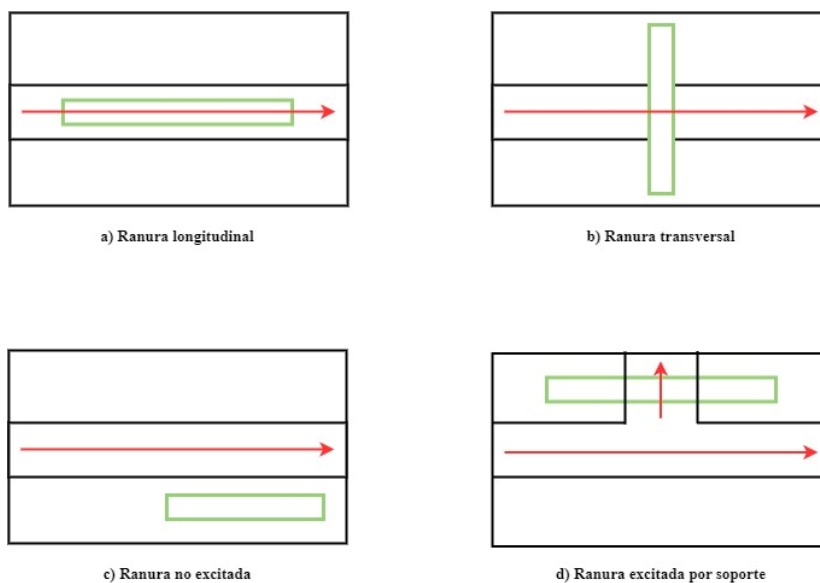 a) Ranura longitudinal
b) Ranura transversal
c) Ranura no excitada
d) Ranura excitada por soporte